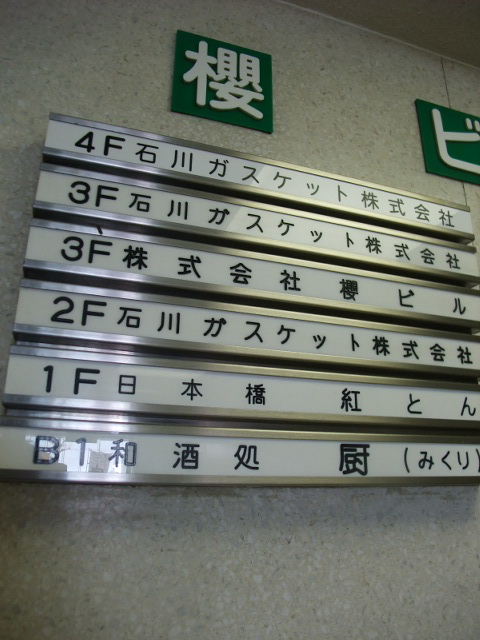 櫻 ビ
4F 石川ガスケット株式会社
3F 石川ガスケット株式会社
3F 株式会社 櫻ビル
2F 石川ガスケット株式会社
1F 日本橋 紅とん
B1 和酒処 厨(みくり)